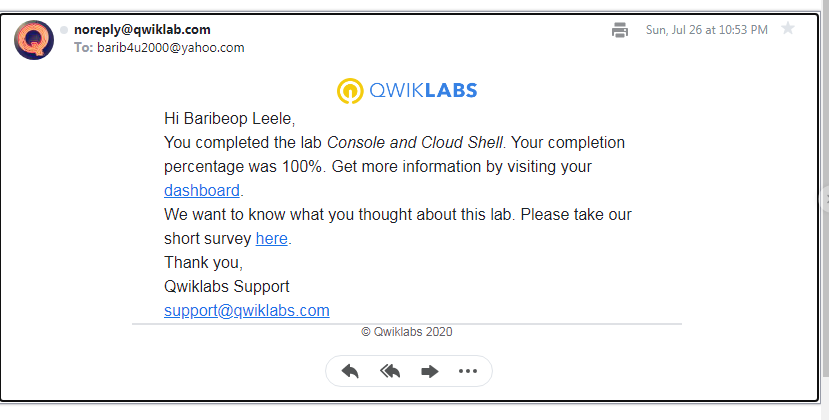 noreply@qwiklab.com
Sun, Jul 26 at 10:53 PM
To: barib4u2000@yahoo.com
QWIKLABS
Hi Baribeop Leele,
You completed the lab Console and Cloud Shell. Your completion
percentage was 100%. Get more information by visiting your
dashboard.
We want to know what you thought about this lab. Please take our
short survey here.
Thank you,
Qwiklabs Support
support@qwiklabs.com
© Qwiklabs 2020